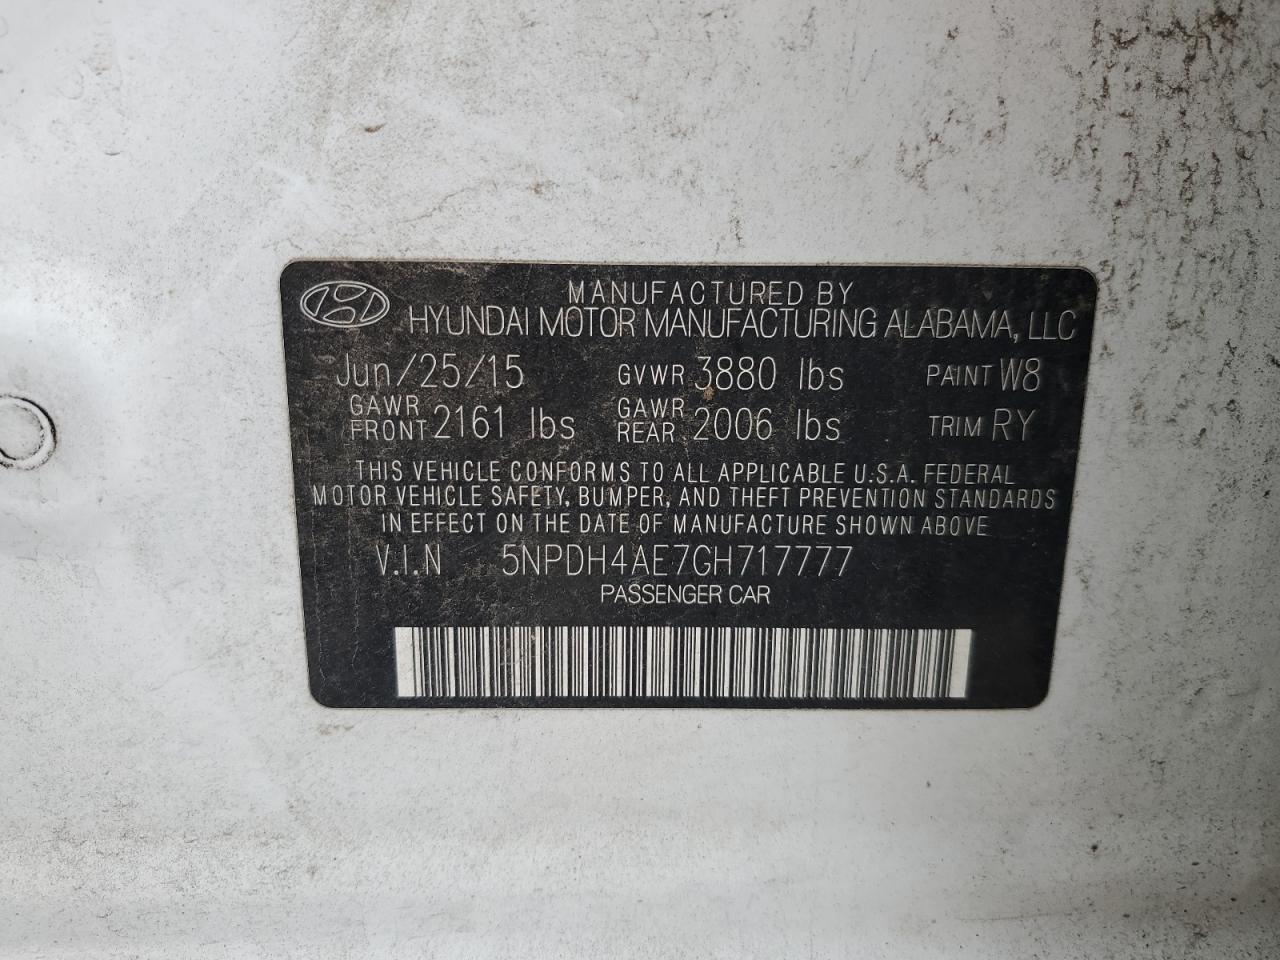 MANUFACTURED BY
HYUNDAI MOTOR MANUFACTURING ALABAMA, LLC
Jun/25/15 GVWR 3880 lbs PAINT W8
GAWR FRONT 2161 lbs GAWR REAR 2006 lbs TRIM RY
THIS VEHICLE CONFORMS TO ALL APPLICABLE U.S.A. FEDERAL
MOTOR VEHICLE SAFETY, BUMPER, AND THEFT PREVENTION STANDARDS
IN EFFECT ON THE DATE OF MANUFACTURE SHOWN ABOVE
V.I.N 5NPDH4AE7GH717777
PASSENGER CAR